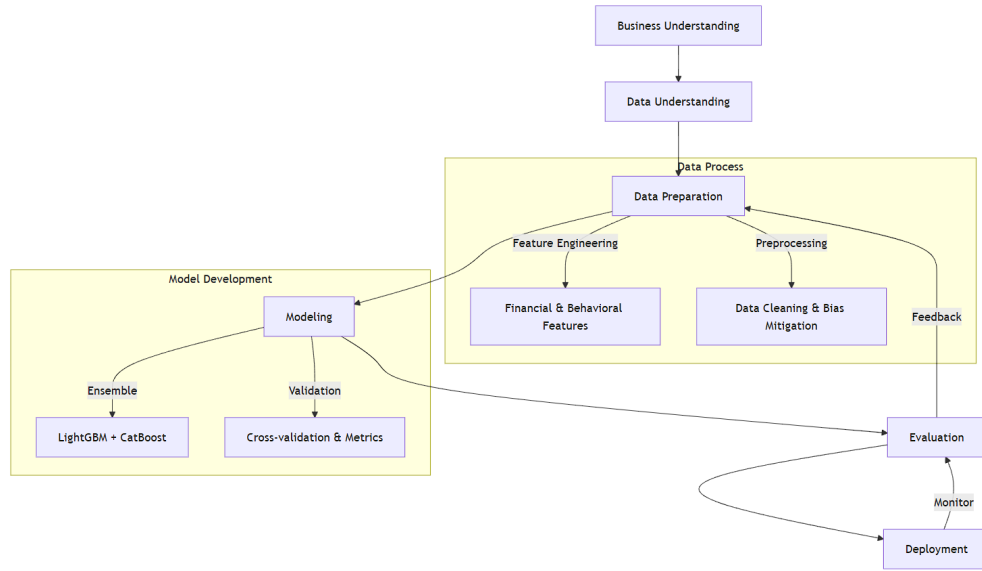 Business Understanding
Data Understanding
Data Process
Data Preparation
Feature Engineering
Preprocessing
Model Development
Financial & Behavioral
Features
Data Cleaning & Bias
Mitigation
Modeling
Feedback
Ensemble
Validation
LightGBM + CatBoost
Cross-validation & Metrics
Evaluation
Monitor
Deployment